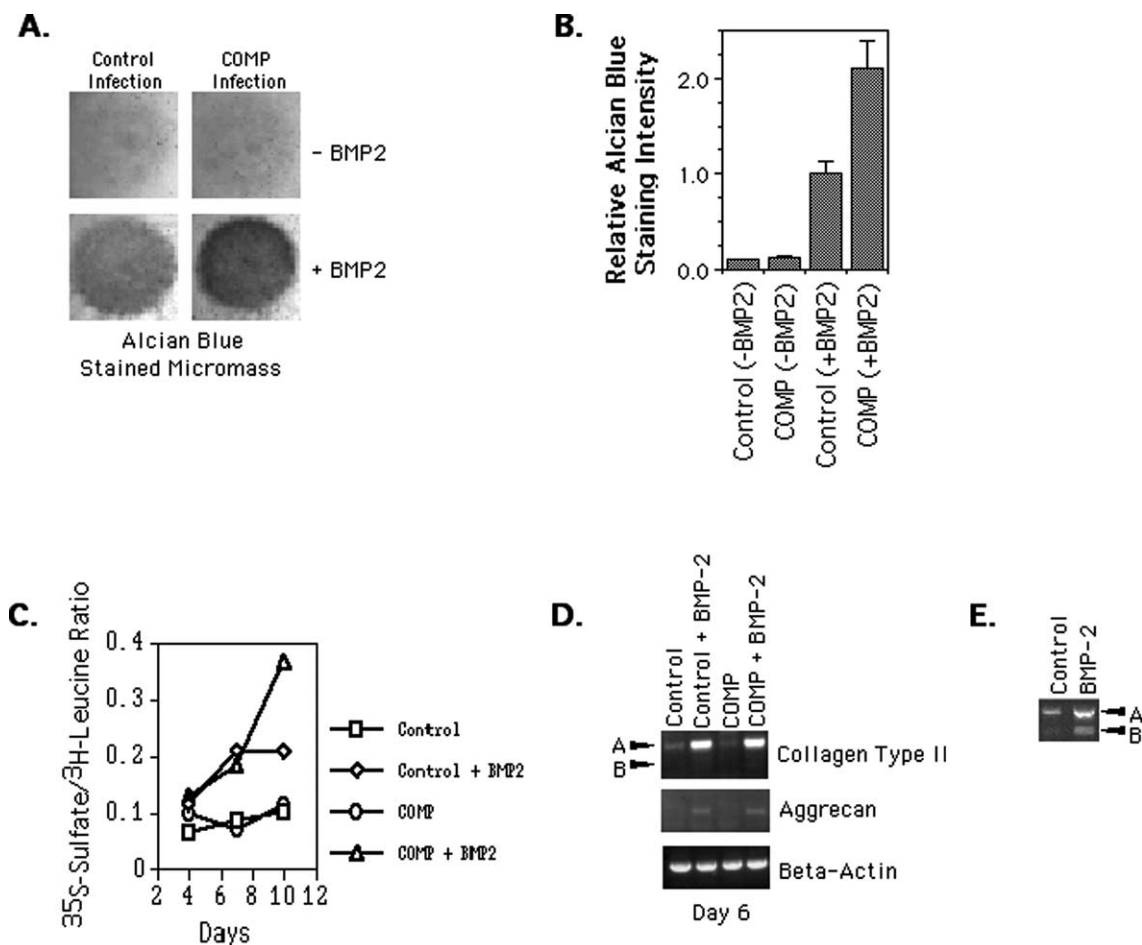 A.
Control Infection
COMP Infection
- BMP2
+ BMP2
Alcian Blue
Stained Micromass
B.
Relative Alcian Blue
Staining Intensity
2.0
1.0
0.0
Control (-BMP2)
COMP (-BMP2)
Control (+BMP2)
COMP (+BMP2)
C.
35S-Sulfate/3H-Leucine Ratio
0.4
0.3
0.2
0.1
0
2 4 6 8 10 12
Days
Control
Control + BMP2
COMP
COMP + BMP2
D.
Control
Control + BMP-2
COMP
COMP + BMP-2
A
B
Collagen Type II
Aggrecan
Beta-Actin
Day 6
E.
Control
BMP-2
A
B